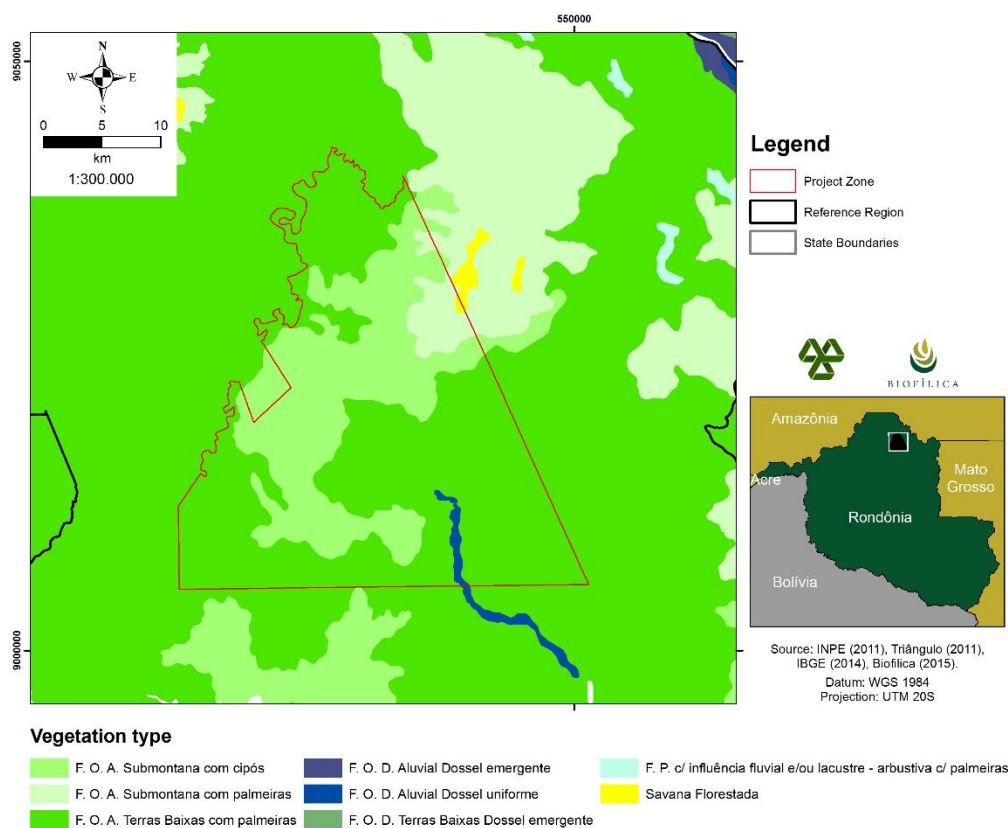 550000
9050000
N
W E
S
0 5 10
km
1:300.000
9000000
Legend
Project Zone
Reference Region
State Boundaries
BIOFÍLICA
Amazônia
Acre
Mato
Grosso
Rondônia
Bolívia
Source: INPE (2011), Triângulo (2011),
IBGE (2014), Biofílica (2015).
Datum: WGS 1984
Projection: UTM 20S
Vegetation type
F. O. A. Submontana com cipós
F. O. A. Submontana com palmeiras
F. O. A. Terras Baixas com palmeiras
F. O. D. Aluvial Dossel emergente
F. O. D. Aluvial Dossel uniforme
F. O. D. Terras Baixas Dossel emergente
F. P. c/ influência fluvial e/ou lacustre - arbustiva c/ palmeiras
Savana Florestada